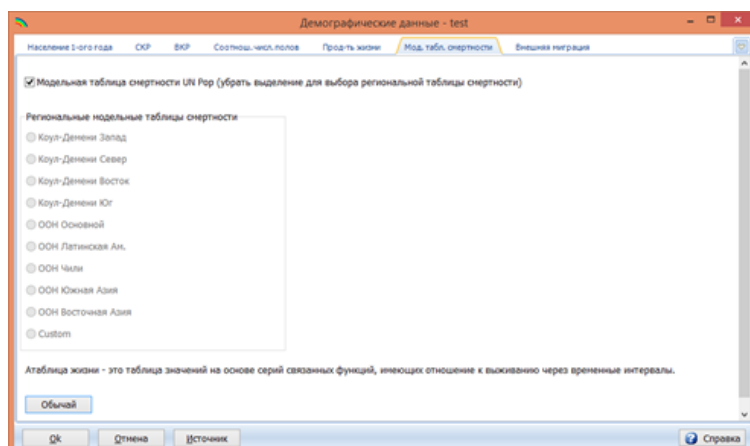 Демографические данные - test
Население 1-ого года СКР ВКР Соотнош. числ. полов Прод-ть жизни Мод. табл. смертности Внешняя миграция
Модельная таблица смертности UN Pop (убрать выделение для выбора региональной таблицы смертности)
Региональные модельные таблицы смертности
Коул-Демени Запад
Коул-Демени Север
Коул-Демени Восток
Коул-Демени Юг
ООН Основной
ООН Латинская Ам.
ООН Чили
ООН Южная Азия
ООН Восточная Азия
Custom
Атаблица жизни - это таблица значений на основе серий связанных функций, имеющих отношение к выживанию через временные интервалы.
Обычай
Ok Отмена Источник Справка